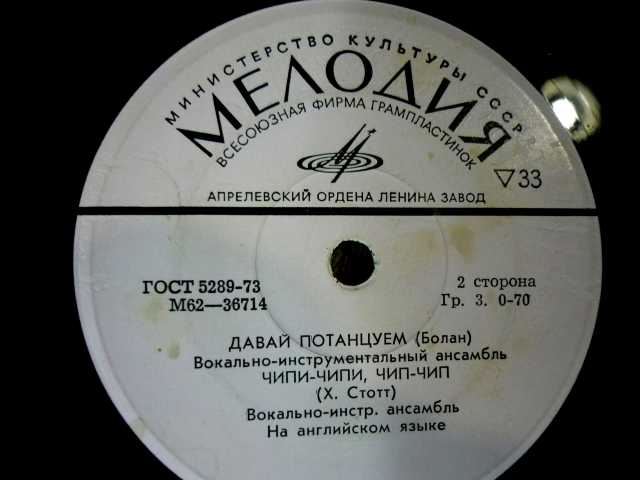 МИНИСТЕРСТВО КУЛЬТУРЫ СССР
МЕЛОДИЯ
ВСЕСОЮЗНАЯ ФИРМА ГРАМПЛАСТИНОК
▽33
АПРЕЛЕВСКИЙ ОРДЕНА ЛЕНИНА ЗАВОД
ГОСТ 5289-73
М62—36714
2 сторона
Гр. 3. 0-70
ДАВАЙ ПОТАНЦУЕМ (Болан)
Вокально-инструментальный ансамбль
ЧИПИ-ЧИПИ, ЧИП-ЧИП
(Х. Стотт)
Вокально-инстр. ансамбль
На английском языке